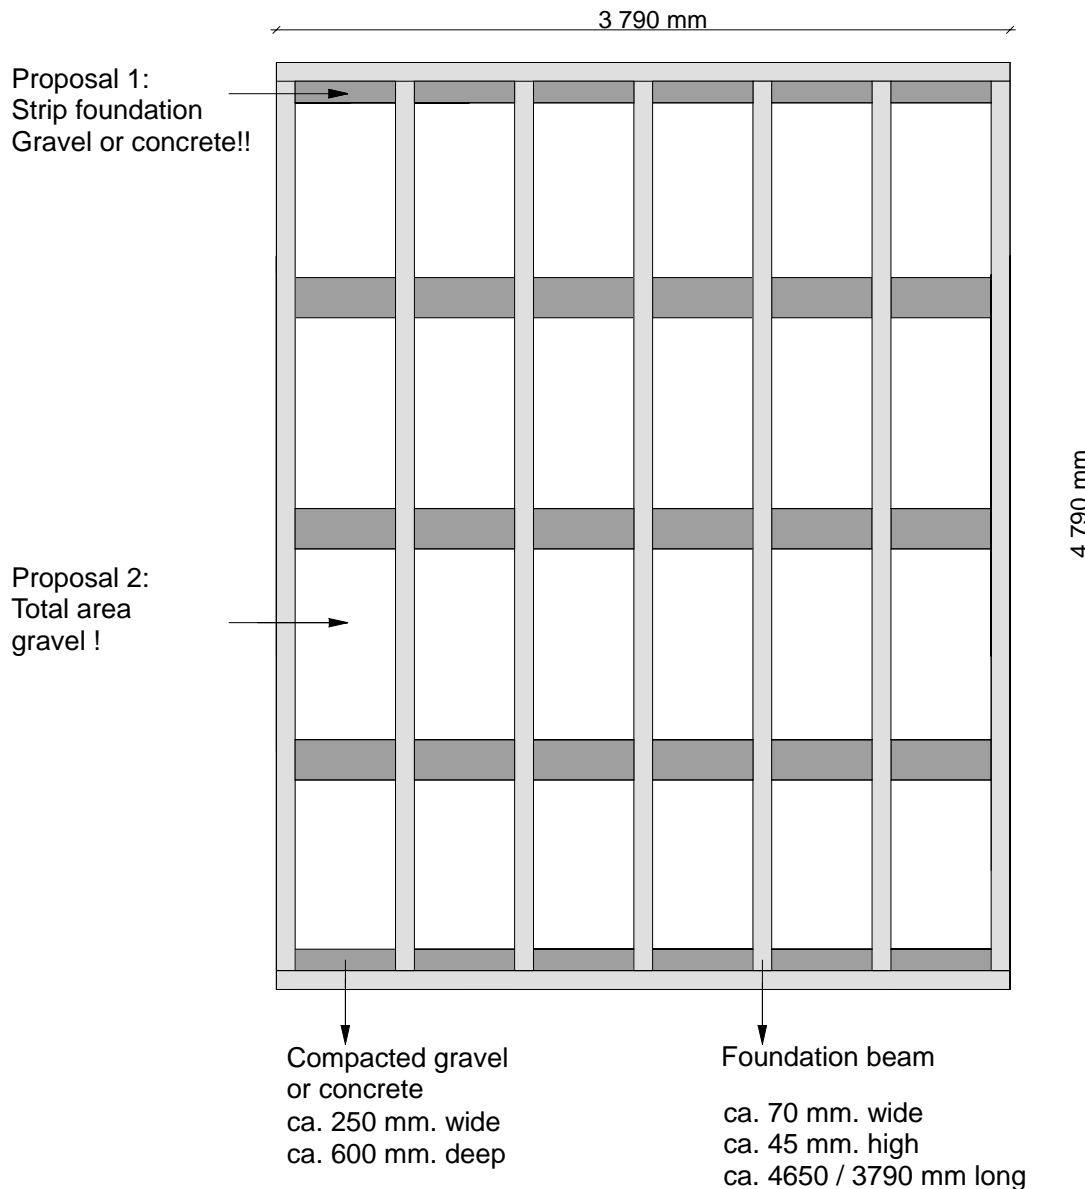 3 790 mm
Proposal 1:
Strip foundation
Gravel or concrete!!
4 790 mm
Proposal 2:
Total area
gravel !
Compacted gravel
or concrete
ca. 250 mm. wide
ca. 600 mm. deep
Foundation beam
ca. 70 mm. wide
ca. 45 mm. high
ca. 4650 / 3790 mm long